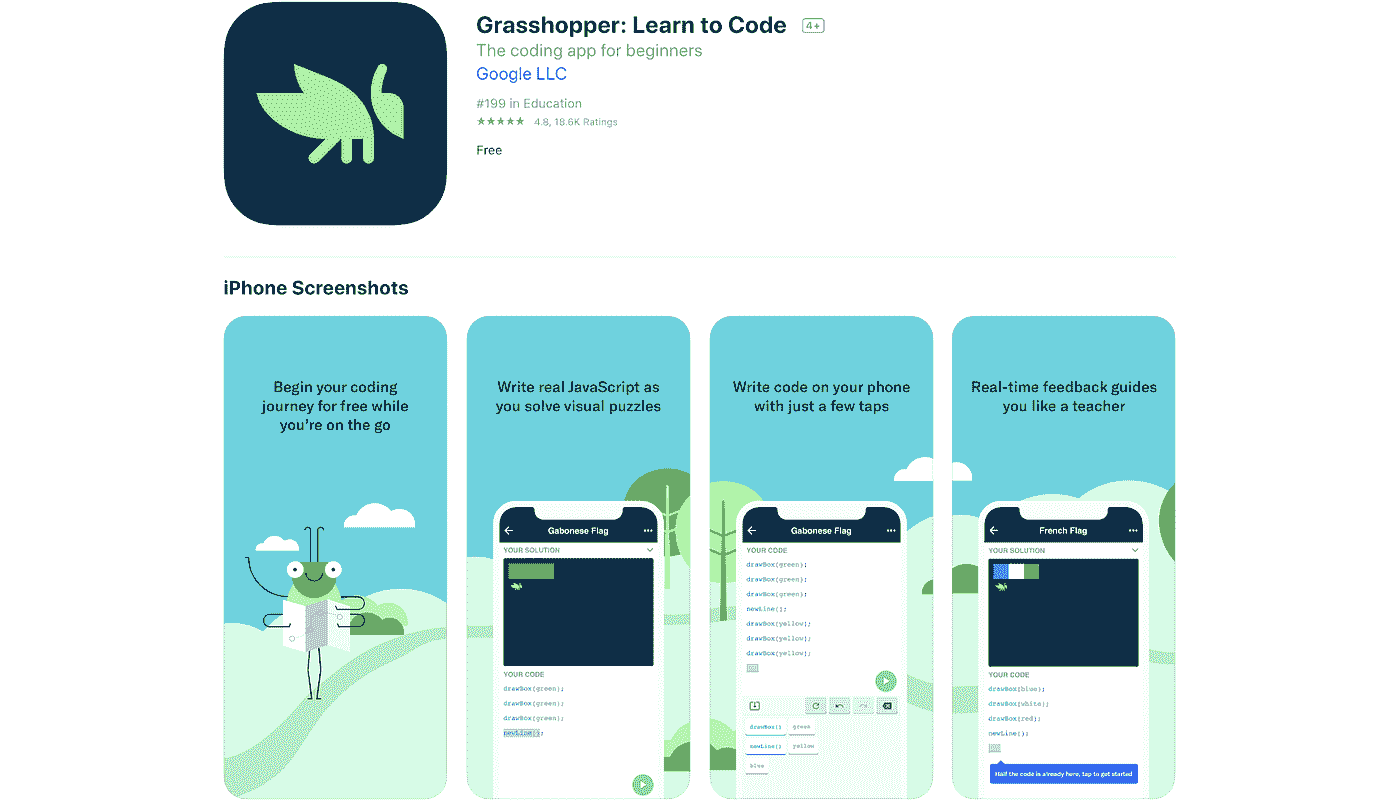 Grasshopper: Learn to Code 4+
The coding app for beginners
Google LLC
#199 in Education
★★★★★ 4.8, 18.6K Ratings
Free
iPhone Screenshots
Begin your coding
journey for free while
you're on the go
Write real JavaScript as
you solve visual puzzles
Gabonese Flag
YOUR SOLUTION
YOUR CODE
drawBox(green);
drawBox(green);
drawBox(green);
newLine();
Write code on your phone
with just a few taps
Gabonese Flag
YOUR CODE
drawBox(green);
drawBox(green);
drawBox(green);
newLine();
drawBox(yellow);
drawBox(yellow);
drawBox(yellow);
drawBox() green
newLine() yellow
blue
Real-time feedback guides
you like a teacher
French Flag
YOUR SOLUTION
YOUR CODE
drawBox(blue);
drawBox(white);
drawBox(red);
newLine();
Half the code is already here, tap to get started